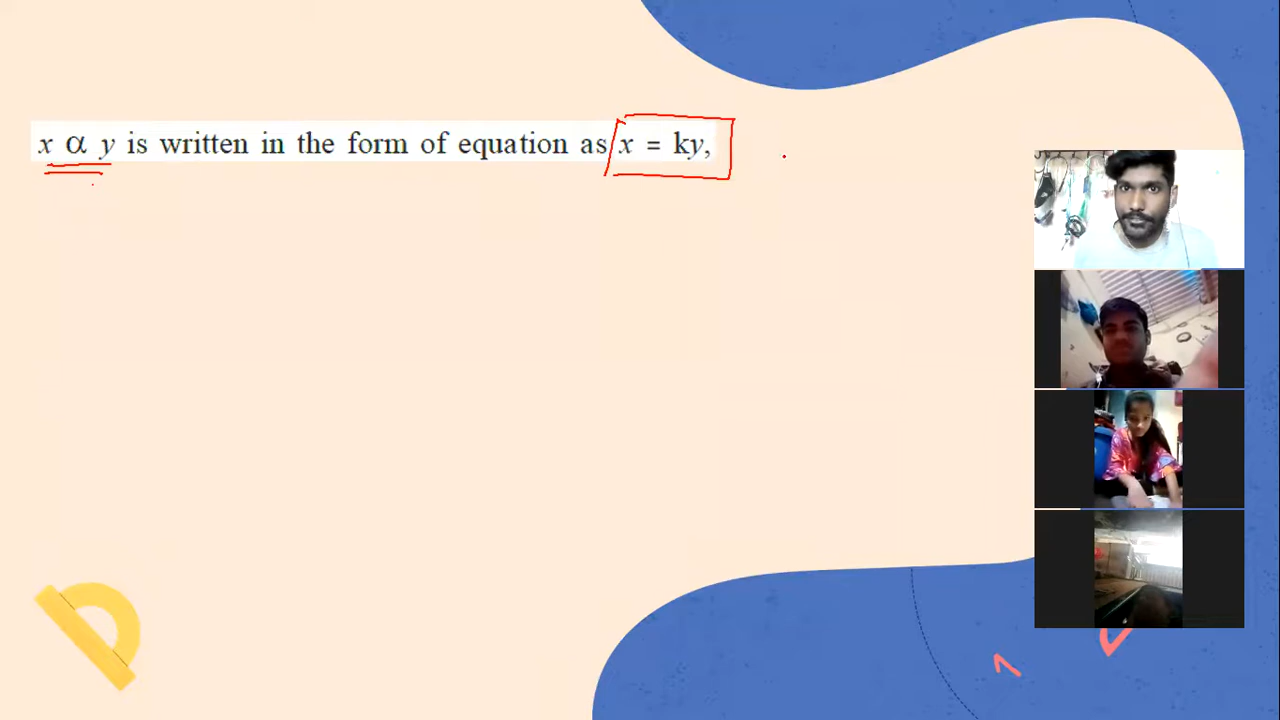 x α y is written in the form of equation as x = ky,